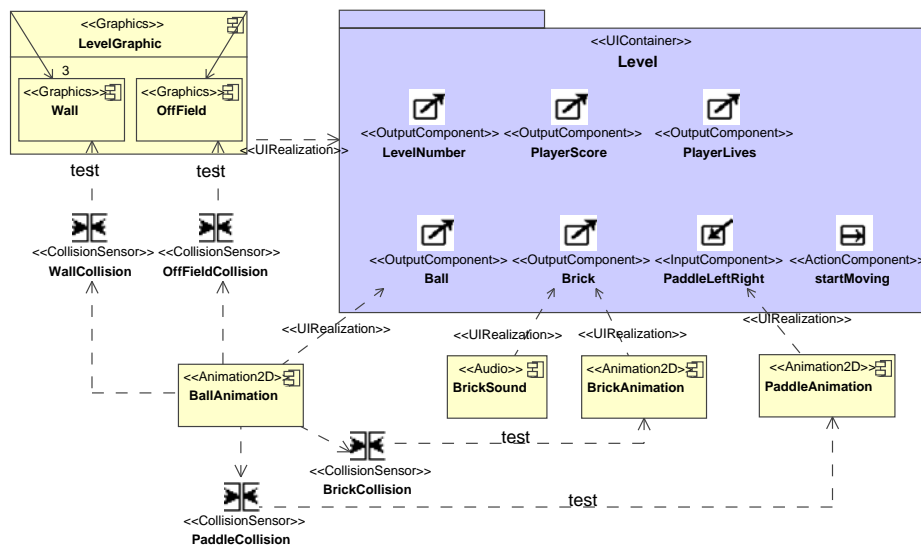 <<Graphics>>
LevelGraphic
3
<<Graphics>>
Wall
<<Graphics>>
OffField
<<UIContainer>>
Level
<<OutputComponent>>
LevelNumber
<<OutputComponent>>
PlayerScore
<<OutputComponent>>
PlayerLives
<<UIRealization>>
test
test
<<CollisionSensor>>
WallCollision
<<CollisionSensor>>
OffFieldCollision
<<OutputComponent>>
Ball
<<OutputComponent>>
Brick
<<InputComponent>>
PaddleLeftRight
<<ActionComponent>>
startMoving
<<UIRealization>>
<<UIRealization>>
<<UIRealization>>
<<UIRealization>>
<<Animation2D>>
BallAnimation
<<Audio>>
BrickSound
<<Animation2D>>
BrickAnimation
<<Animation2D>>
PaddleAnimation
test
<<CollisionSensor>>
BrickCollision
test
<<CollisionSensor>>
PaddleCollision